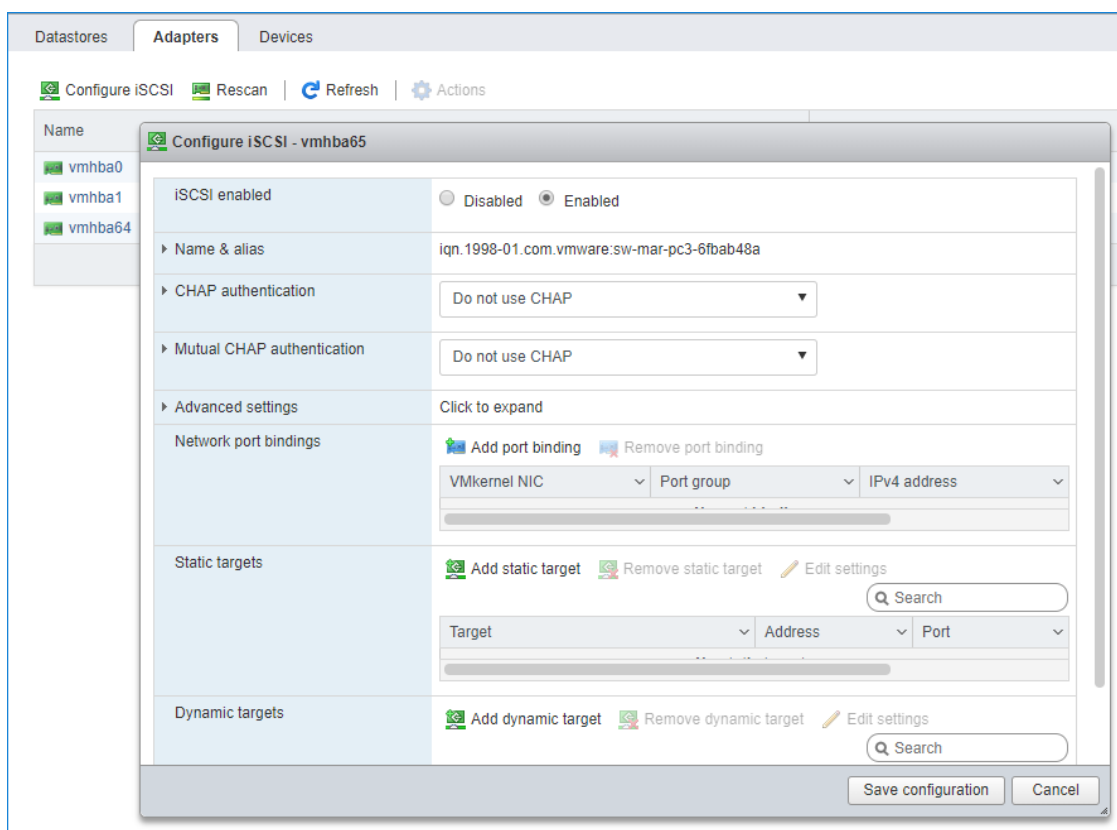 Datastores Adapters Devices
Configure iSCSI Rescan Refresh Actions
Name
Configure iSCSI - vmhba65
vmhba0
vmhba1
vmhba64
iSCSI enabled Disabled Enabled
Name & alias iqn.1998-01.com.vmware:sw-mar-pc3-6fbab48a
CHAP authentication Do not use CHAP
Mutual CHAP authentication Do not use CHAP
Advanced settings Click to expand
Network port bindings Add port binding Remove port binding
VMkernel NIC Port group IPv4 address
Static targets Add static target Remove static target Edit settings
Search
Target Address Port
Dynamic targets Add dynamic target Remove dynamic target Edit settings
Search
Save configuration Cancel